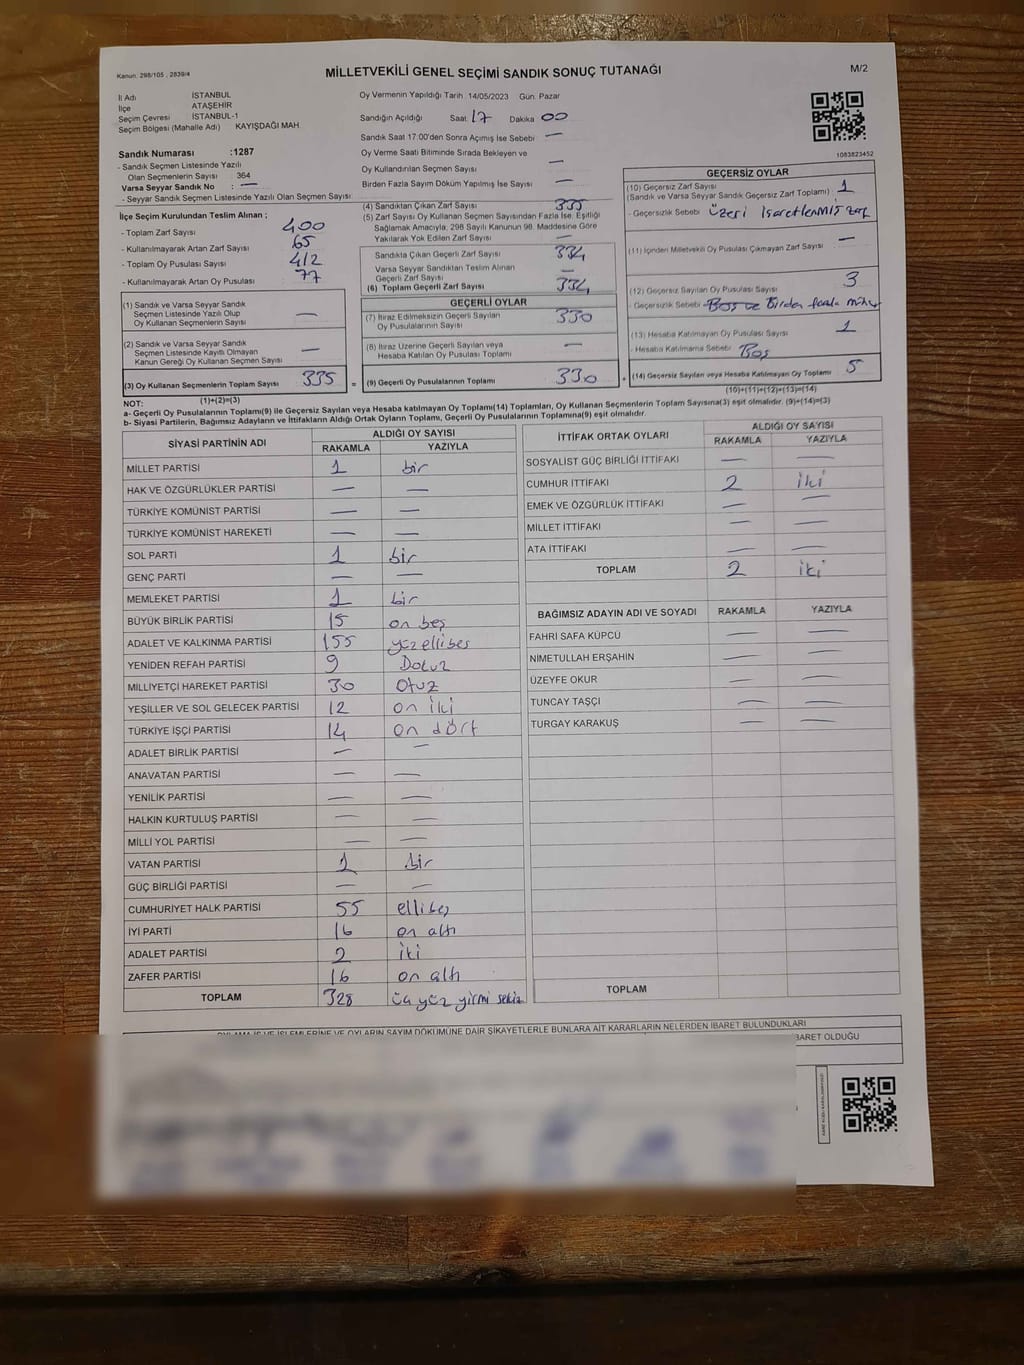 Kanun: 298/105 , 2839/4
MİLLETVEKİLİ GENEL SEÇİMİ SANDIK SONUÇ TUTANAĞI
M/2
İl Adı İSTANBUL
İlçe ATAŞEHİR
Seçim Çevresi İSTANBUL-1
Seçim Bölgesi (Mahalle Adı) KAYIŞDAĞI MAH.
Sandık Numarası :1287
- Sandık Seçmen Listesinde Yazılı
Olan Seçmenlerin Sayısı 364
Varsa Seyyar Sandık No : —
- Seyyar Sandık Seçmen Listesinde Yazılı Olan Seçmen Sayısı
Oy Vermenin Yapıldığı Tarih 14/05/2023 Gün: Pazar
Sandığın Açıldığı Saat 17 Dakika 00
Sandık Saat 17:00'den Sonra Açımış İse Sebebi —
Oy Verme Saati Bitiminde Sırada Bekleyen ve
Oy Kullandırılan Seçmen Sayısı —
Birden Fazla Sayım Döküm Yapılmış İse Sayısı —
1083823452
İlçe Seçim Kurulundan Teslim Alınan ;
- Toplam Zarf Sayısı 400
- Kullanılmayarak Artan Zarf Sayısı 65
- Toplam Oy Pusulası Sayısı 412
- Kullanılmayarak Artan Oy Pusulası 77
(1) Sandık ve Varsa Seyyar Sandık
Seçmen Listesinde Yazılı Olup
Oy Kullanan Seçmenlerin Sayısı —
(2) Sandık ve Varsa Seyyar Sandık
Seçmen Listesinde Kayıtlı Olmayan
Kanun Gereği Oy Kullanan Seçmen Sayısı —
(3) Oy Kullanan Seçmenlerin Toplam Sayısı 335 =
(1)+(2)=(3)
(4) Sandıktan Çıkan Zarf Sayısı 335
(5) Zarf Sayısı Oy Kullanan Seçmen Sayısından Fazla İse, Eşitliği
Sağlamak Amacıyla, 298 Sayılı Kanunun 98. Maddesine Göre
Yakılarak Yok Edilen Zarf Sayısı —
Sandıkta Çıkan Geçerli Zarf Sayısı 334
Varsa Seyyar Sandıktan Teslim Alınan
Geçerli Zarf Sayısı —
(6) Toplam Geçerli Zarf Sayısı 334
GEÇERLİ OYLAR
(7) İtiraz Edilmeksizin Geçerli Sayılan
Oy Pusulalarının Sayısı 330
(8) İtiraz Üzerine Geçerli Sayılan veya
Hesaba Katılan Oy Pusulası Toplamı —
(9) Geçerli Oy Pusulalarının Toplamı 330 +
GEÇERSİZ OYLAR
(10) Geçersiz Zarf Sayısı 1
(Sandık ve Varsa Seyyar Sandık Geçersiz Zarf Toplamı)
- Geçersizlik Sebebi Üzeri İşaretlenmiş zarf
(11) İçinden Milletvekili Oy Pusulası Çıkmayan Zarf Sayısı —
(12) Geçersiz Sayılan Oy Pusulası Sayısı 3
- Geçersizlik Sebebi Birden fazla mühür
(13) Hesaba Katılmayan Oy Pusulası Sayısı 1
- Hesaba Katılmama Sebebi Boş
(14) Geçersiz Sayılan veya Hesaba Katılmayan Oy Toplamı 5
(10)+(11)+(12)+(13)=(14)
NOT:
a- Geçerli Oy Pusulalarının Toplamı(9) ile Geçersiz Sayılan veya Hesaba Katılmayan Oy Toplamı(14) Toplamları, Oy Kullanan Seçmenlerin Toplam Sayısına(3) eşit olmalıdır. (9)+(14)=(3)
b- Siyasi Partilerin, Bağımsız Adayların ve İttifakların Aldığı Ortak Oyların Toplamı, Geçerli Oy Pusulalarının Toplamına(9) eşit olmalıdır.
SİYASİ PARTİNİN ADI ALDIĞI OY SAYISI
RAKAMLA YAZIYLA
MİLLET PARTİSİ 1 bir
HAK VE ÖZGÜRLÜKLER PARTİSİ — —
TÜRKİYE KOMÜNİST PARTİSİ — —
TÜRKİYE KOMÜNİST HAREKETİ — —
SOL PARTİ 1 bir
GENÇ PARTİ — —
MEMLEKET PARTİSİ 1 bir
BÜYÜK BİRLİK PARTİSİ 15 on beş
ADALET VE KALKINMA PARTİSİ 155 yüzellibeş
YENİDEN REFAH PARTİSİ 9 Dokuz
MİLLİYETÇİ HAREKET PARTİSİ 30 Otuz
YEŞİLLER VE SOL GELECEK PARTİSİ 12 on iki
TÜRKİYE İŞÇİ PARTİSİ 14 on dört
ADALET BİRLİK PARTİSİ — —
ANAVATAN PARTİSİ — —
YENİLİK PARTİSİ — —
HALKIN KURTULUŞ PARTİSİ — —
MİLLİ YOL PARTİSİ — —
VATAN PARTİSİ 1 bir
GÜÇ BİRLİĞİ PARTİSİ — —
CUMHURİYET HALK PARTİSİ 55 ellibeş
İYİ PARTİ 16 on altı
ADALET PARTİSİ 2 iki
ZAFER PARTİSİ 16 on altı
TOPLAM 328 üç yüz yirmi sekiz
İTTİFAK ORTAK OYLARI ALDIĞI OY SAYISI
RAKAMLA YAZIYLA
SOSYALİST GÜÇ BİRLİĞİ İTTİFAKI — —
CUMHUR İTTİFAKI 2 iki
EMEK VE ÖZGÜRLÜK İTTİFAKI — —
MİLLET İTTİFAKI — —
ATA İTTİFAKI — —
TOPLAM 2 iki
BAĞIMSIZ ADAYIN ADI VE SOYADI RAKAMLA YAZIYLA
FAHRİ SAFA KÜPCÜ — —
NİMETULLAH ERŞAHİN — —
ÜZEYFE OKUR — —
TUNCAY TAŞÇI — —
TURGAY KARAKUŞ — —
TOPLAM
OYLAMA İŞ VE İŞLEMLERİNE VE OYLARIN SAYIM DÖKÜMÜNE DAİR ŞİKAYETLERLE BUNLARA AİT KARARLARIN NELERDEN İBARET BULUNDUKLARI
BARET OLDUĞU